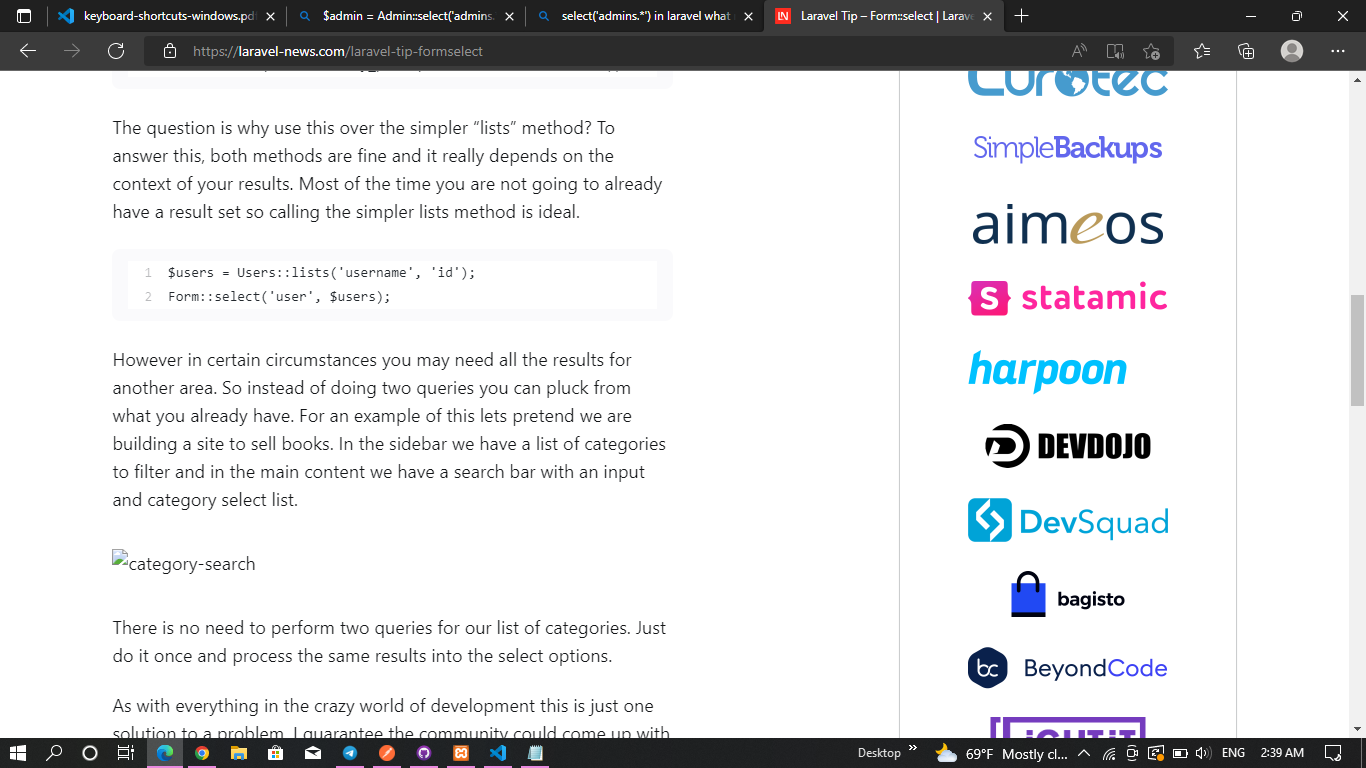 keyboard-shortcuts-windows.pd
$admin = Admin::select('admins.
select('admins.*') in laravel what
Laravel Tip – Form::select | Larave
https://laravel-news.com/laravel-tip-formselect
The question is why use this over the simpler “lists” method? To
answer this, both methods are fine and it really depends on the
context of your results. Most of the time you are not going to already
have a result set so calling the simpler lists method is ideal.
1 $users = Users::lists('username', 'id');
2 Form::select('user', $users);
However in certain circumstances you may need all the results for
another area. So instead of doing two queries you can pluck from
what you already have. For an example of this lets pretend we are
building a site to sell books. In the sidebar we have a list of categories
to filter and in the main content we have a search bar with an input
and category select list.
category-search
There is no need to perform two queries for our list of categories. Just
do it once and process the same results into the select options.
As with everything in the crazy world of development this is just one
solution to a problem. I guarantee the community could come up with
Curotec
SimpleBackups
aimeos
statamic
harpoon
DEVDOJO
DevSquad
bagisto
bc BeyondCode
Desktop
69°F Mostly cl...
ENG
2:39 AM